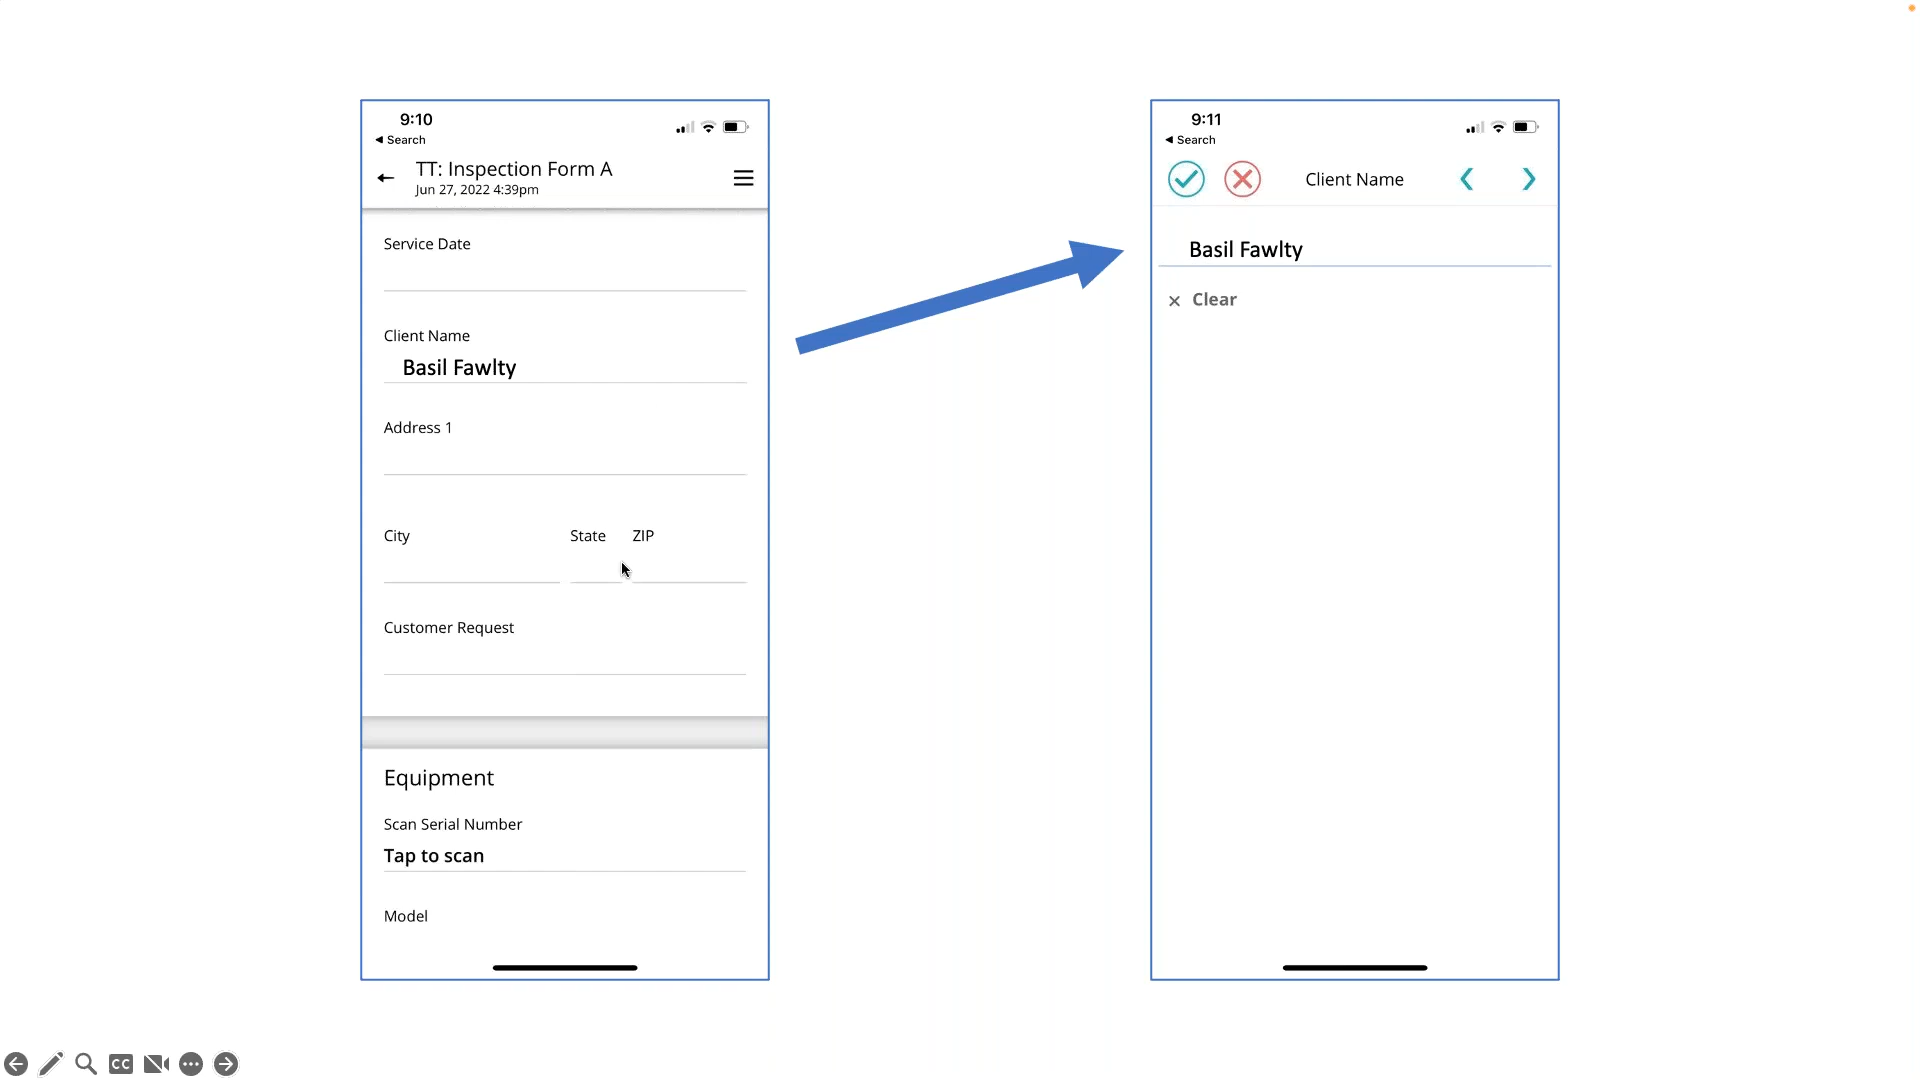 9:10
Search
TT: Inspection Form A
Jun 27, 2022 4:39pm
Service Date
Client Name
Basil Fawlty
Address 1
City
State
ZIP
Customer Request
Equipment
Scan Serial Number
Tap to scan
Model
9:11
Search
Client Name
Basil Fawlty
Clear
CC